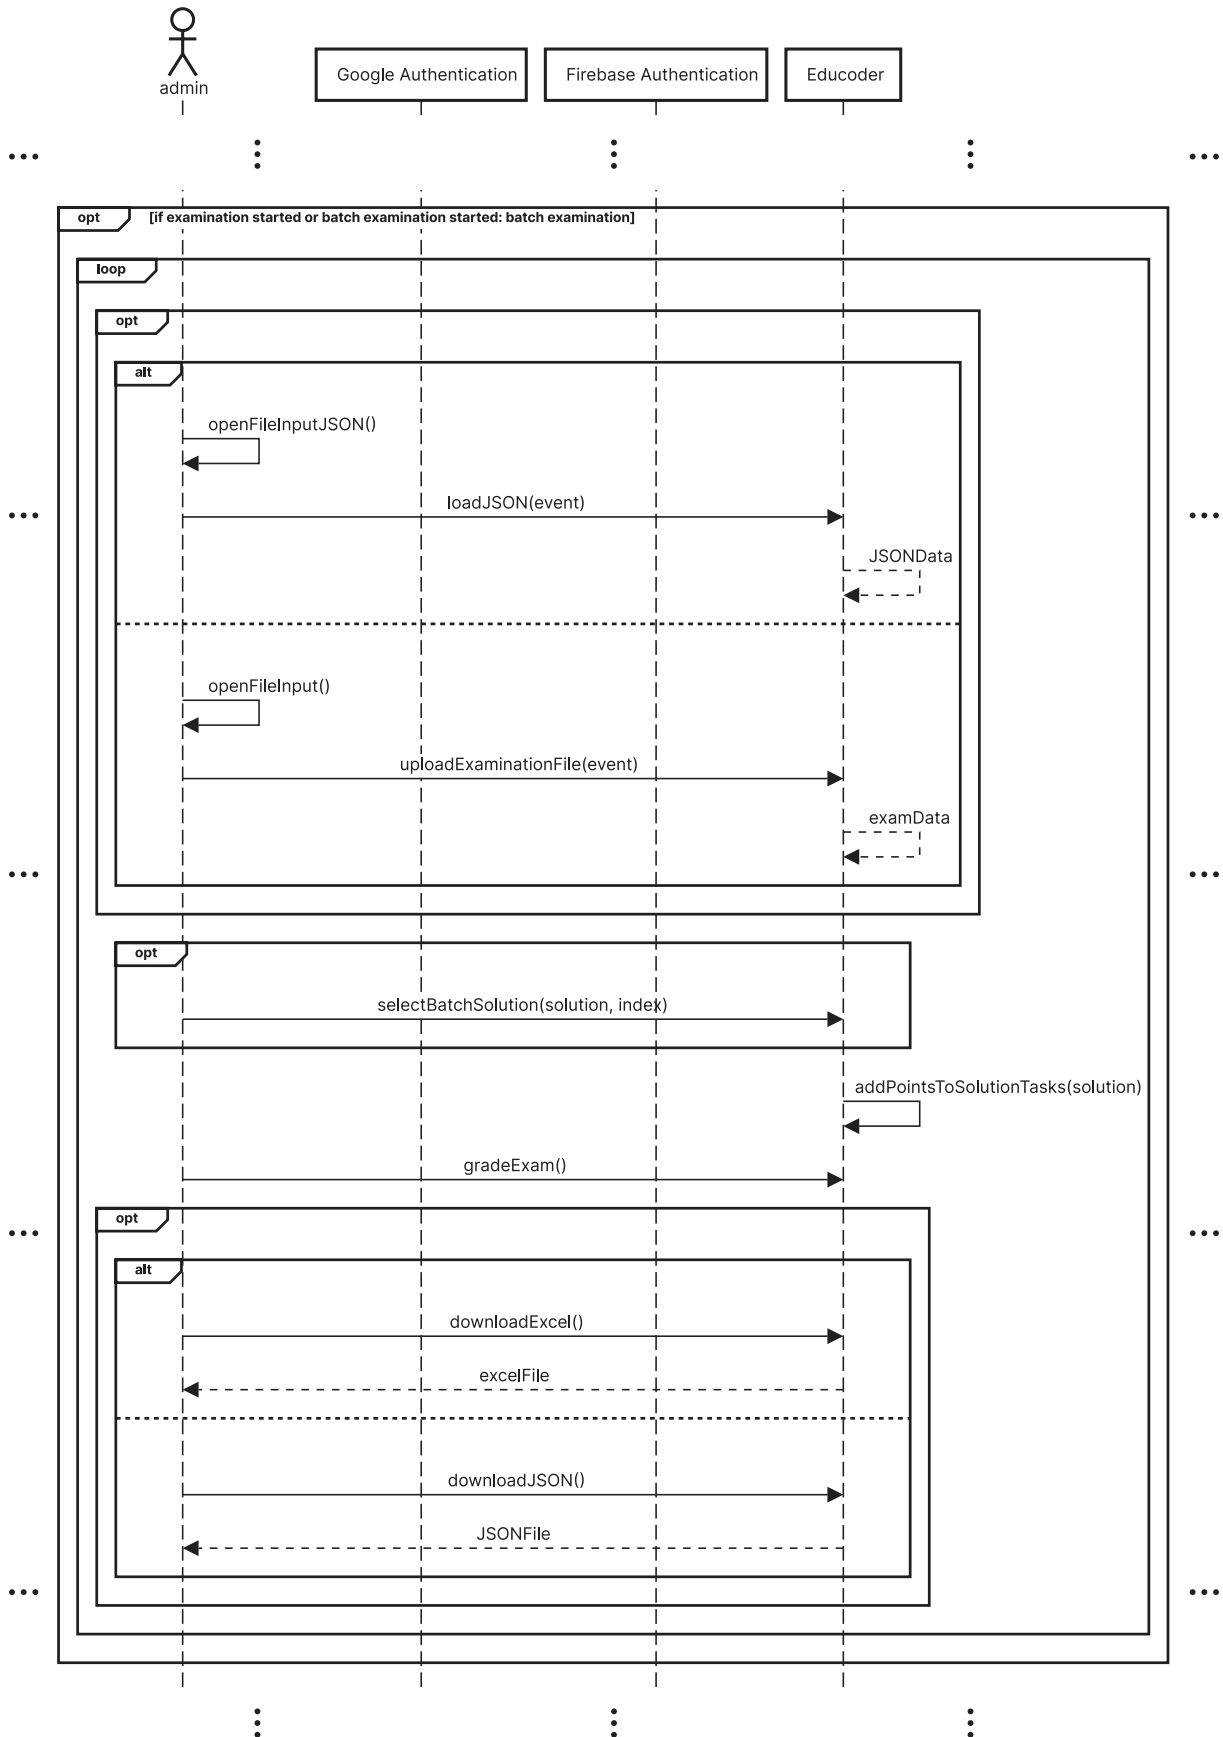 admin
Google Authentication
Firebase Authentication
Educoder
opt
[if examination started or batch examination started: batch examination]
loop
opt
alt
openFileInputJSON()
loadJSON(event)
JSONData
openFileInput()
uploadExaminationFile(event)
examData
opt
selectBatchSolution(solution, index)
addPointsToSolutionTasks(solution)
gradeExam()
opt
alt
downloadExcel()
excelFile
downloadJSON()
JSONFile